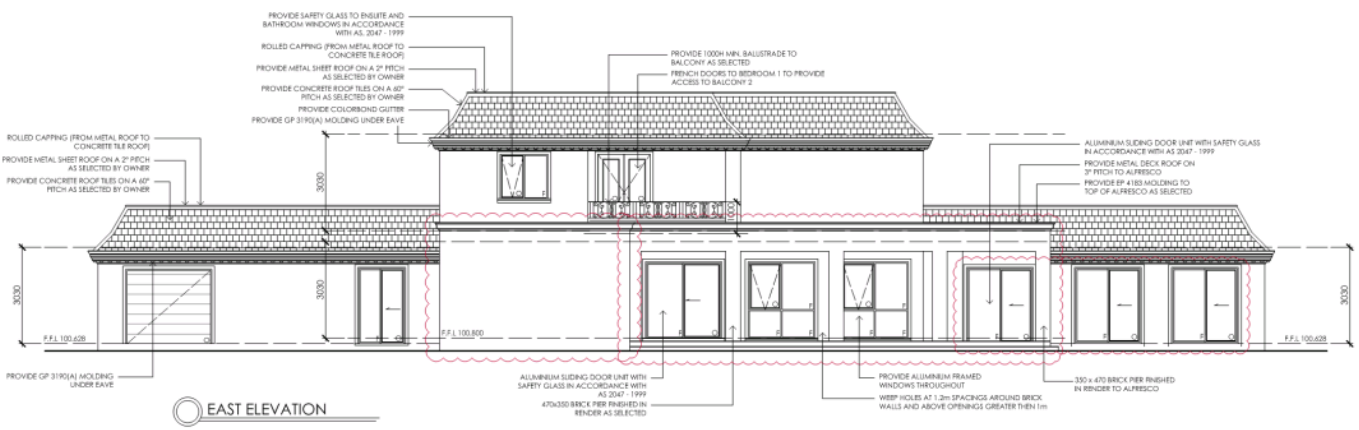 PROVIDE SAFETY GLASS TO ENSUITE AND
BATHROOM WINDOWS IN ACCORDANCE
WITH AS. 2047 - 1999
ROLLED CAPPING (FROM METAL ROOF TO
CONCRETE TILE ROOF)
PROVIDE METAL SHEET ROOF ON A 2° PITCH
AS SELECTED BY OWNER
PROVIDE CONCRETE ROOF TILES ON A 60°
PITCH AS SELECTED BY OWNER
PROVIDE COLORBOND GUTTER
PROVIDE GP 3190(A) MOLDING UNDER EAVE
PROVIDE 1000H MIN. BALUSTRADE TO
BALCONY AS SELECTED
FRENCH DOORS TO BEDROOM 1 TO PROVIDE
ACCESS TO BALCONY 2
ROLLED CAPPING (FROM METAL ROOF TO
CONCRETE TILE ROOF)
PROVIDE METAL SHEET ROOF ON A 2° PITCH
AS SELECTED BY OWNER
PROVIDE CONCRETE ROOF TILES ON A 60°
PITCH AS SELECTED BY OWNER
ALUMINIUM SLIDING DOOR UNIT WITH SAFETY GLASS
IN ACCORDANCE WITH AS 2047 - 1999
PROVIDE METAL DECK ROOF ON
3° PITCH TO ALFRESCO
PROVIDE EP 4183 MOLDING TO
TOP OF ALFRESCO AS SELECTED
3030
F
1000
3030
3030
3030
F
F
F
F
F
F
F
F
F
F.F.L 100.628
F.F.L 100.800
F.F.L 100.628
PROVIDE GP 3190(A) MOLDING
UNDER EAVE
ALUMINIUM SLIDING DOOR UNIT WITH
SAFETY GLASS IN ACCORDANCE WITH
AS 2047 - 1999
470x350 BRICK PIER FINISHED IN
RENDER AS SELECTED
PROVIDE ALUMINIUM FRAMED
WINDOWS THROUGHOUT
WEEP HOLES AT 1.2m SPACINGS AROUND BRICK
WALLS AND ABOVE OPENINGS GREATER THEN 1m
350 x 470 BRICK PIER FINISHED
IN RENDER TO ALFRESCO
EAST ELEVATION